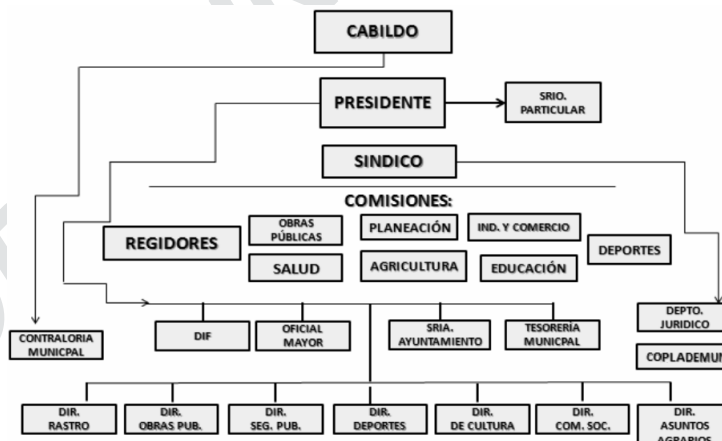 CABILDO
PRESIDENTE
SRIO.
PARTICULAR
SINDICO
COMISIONES:
REGIDORES
OBRAS
PÚBLICAS
PLANEACIÓN
IND. Y COMERCIO
DEPORTES
SALUD
AGRICULTURA
EDUCACIÓN
CONTRALORIA
MUNICPAL
DIF
OFICIAL
MAYOR
SRIA.
AYUNTAMIENTO
TESORERÍA
MUNICPAL
DEPTO.
JURIDICO
COPLADEMUN
DIR.
RASTRO
DIR.
OBRAS PUB.
DIR.
SEG. PUB.
DIR.
DEPORTES
DIR.
DE CULTURA
DIR.
COM. SOC.
DIR.
ASUNTOS
AGRARIOS